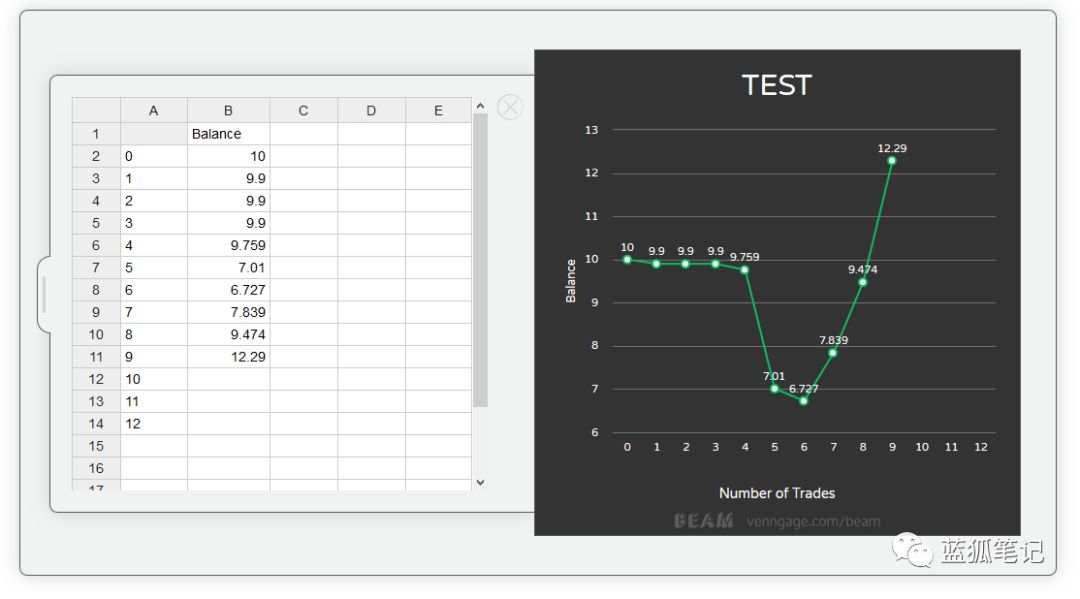 A B C D E
1 Balance
2 0 10
3 1 9.9
4 2 9.9
5 3 9.9
6 4 9.759
7 5 7.01
8 6 6.727
9 7 7.839
10 8 9.474
11 9 12.29
12 10
13 11
14 12
15
16
17
TEST
13
12
11
10
9
8
7
6
Balance
10 9.9 9.9 9.9 9.759 7.01 6.727 7.839 9.474 12.29
0 1 2 3 4 5 6 7 8 9 10 11 12
Number of Trades
BEAM venngage.com/beam
蓝狐笔记